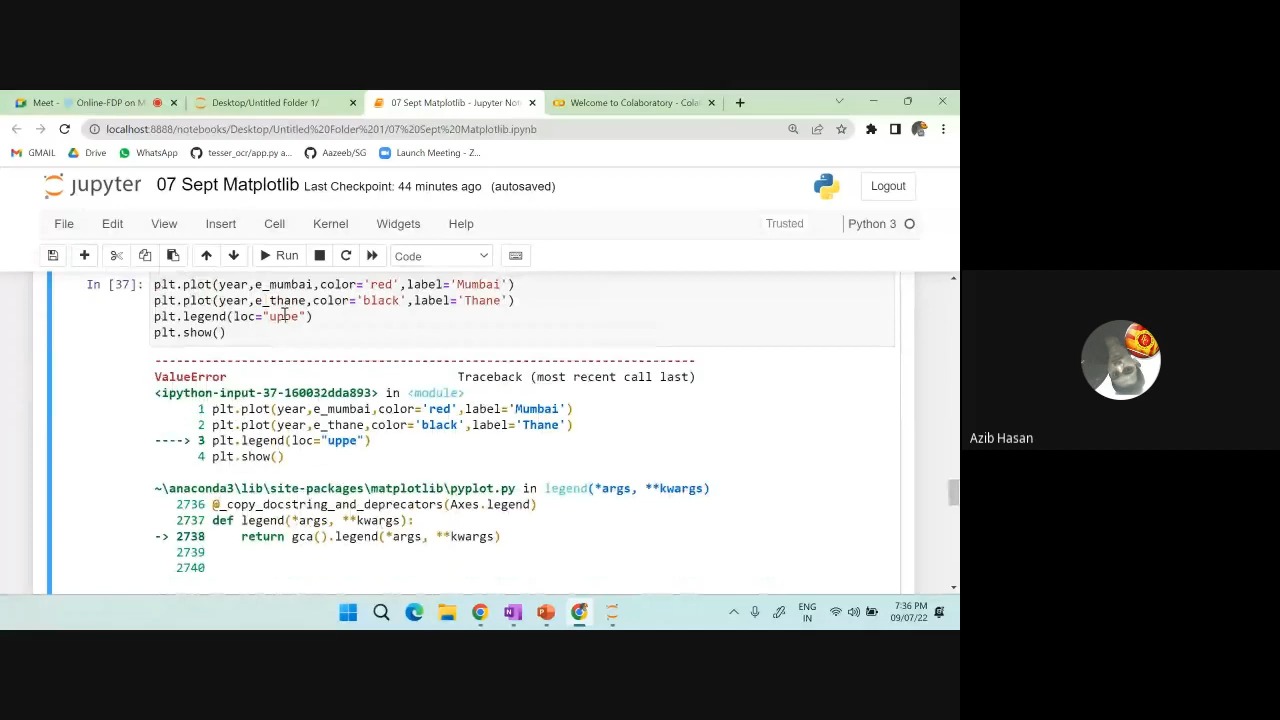 Meet - Online-FDP on M
Desktop/Untitled Folder 1/
07 Sept Matplotlib - Jupyter Not
Welcome to Colaboratory - Cola
localhost:8888/notebooks/Desktop/Untitled%20Folder%201/07%20Sept%20Matplotlib.ipynb
GMAIL
Drive
WhatsApp
tesser_ocr/app.py a...
Aazeeb/SG
Launch Meeting - Z...
jupyter 07 Sept Matplotlib Last Checkpoint: 44 minutes ago (autosaved)
Logout
File Edit View Insert Cell Kernel Widgets Help
Trusted
Python 3
Run
Code
In [37]: plt.plot(year,e_mumbai,color='red',label='Mumbai')
plt.plot(year,e_thane,color='black',label='Thane')
plt.legend(loc="uppe")
plt.show()
---------------------------------------------------------------------------
ValueError Traceback (most recent call last)
<ipython-input-37-160032dda893> in <module>
1 plt.plot(year,e_mumbai,color='red',label='Mumbai')
2 plt.plot(year,e_thane,color='black',label='Thane')
----> 3 plt.legend(loc="uppe")
4 plt.show()
~\anaconda3\lib\site-packages\matplotlib\pyplot.py in legend(*args, **kwargs)
2736 @_copy_docstring_and_deprecators(Axes.legend)
2737 def legend(*args, **kwargs):
-> 2738 return gca().legend(*args, **kwargs)
2739
2740
Azib Hasan
ENG
IN
7:36 PM
09/07/22